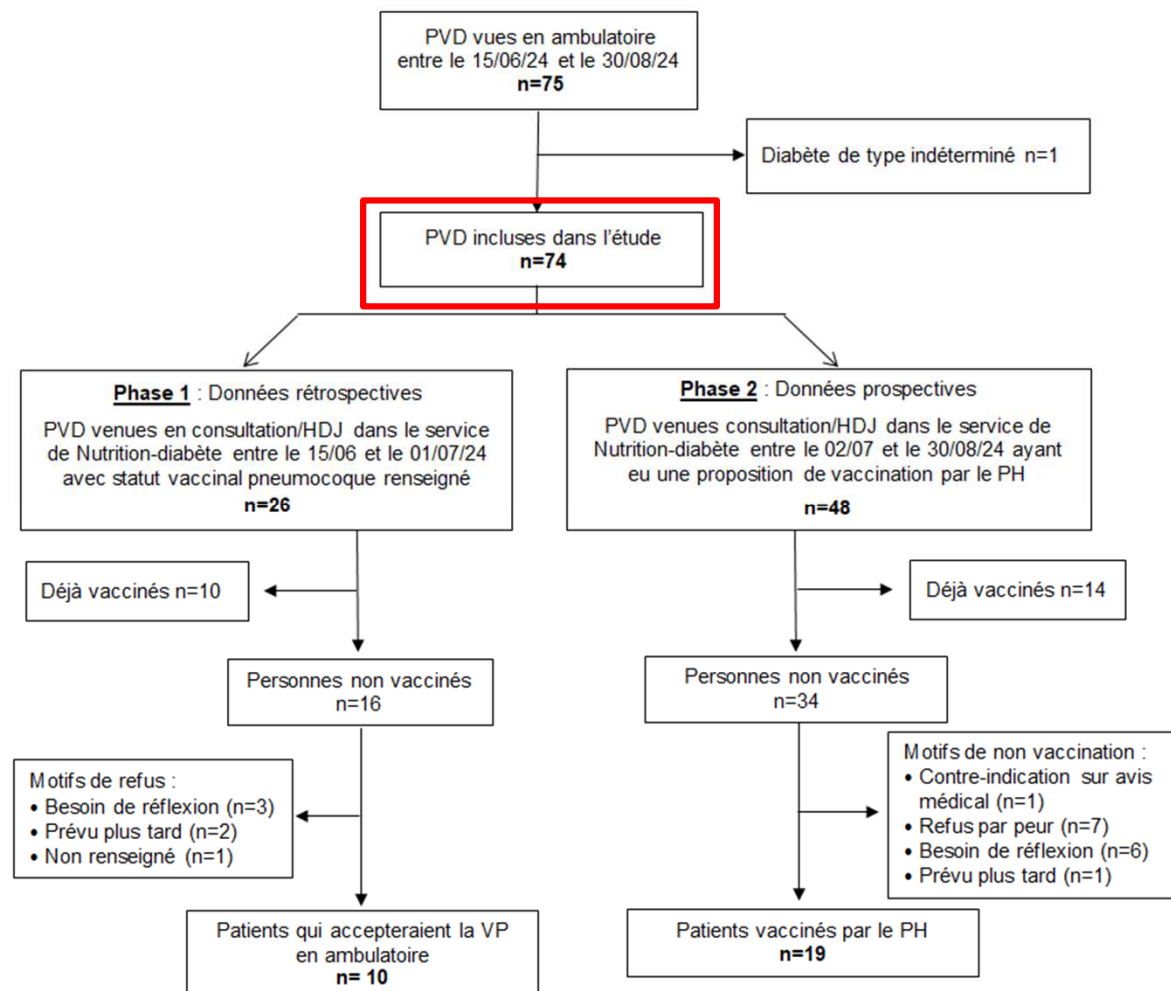 PVD vues en ambulatoire
entre le 15/06/24 et le 30/08/24
n=75
Diabète de type indéterminé n=1
PVD incluses dans l'étude
n=74
Phase 1 : Données rétrospectives
PVD venues en consultation/HDJ dans le service
de Nutrition-diabète entre le 15/06 et le 01/07/24
avec statut vaccinal pneumocoque renseigné
n=26
Phase 2 : Données prospectives
PVD venues consultation/HDJ dans le service de
Nutrition-diabète entre le 02/07 et le 30/08/24 ayant
eu une proposition de vaccination par le PH
n=48
Déjà vaccinés n=10
Déjà vaccinés n=14
Personnes non vaccinés
n=16
Personnes non vaccinés
n=34
Motifs de refus :
• Besoin de réflexion (n=3)
• Prévu plus tard (n=2)
• Non renseigné (n=1)
Motifs de non vaccination :
• Contre-indication sur avis
médical (n=1)
• Refus par peur (n=7)
• Besoin de réflexion (n=6)
• Prévu plus tard (n=1)
Patients qui accepteraient la VP
en ambulatoire
n= 10
Patients vaccinés par le PH
n=19